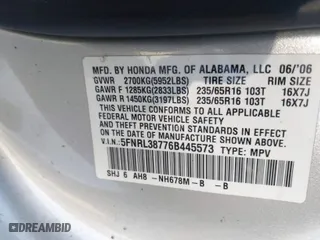 MFD. BY HONDA MFG. OF ALABAMA, LLC 06/'06
GVWR 2700KG(5952LBS) TIRE SIZE RIM SIZE
GAWR F 1285KG(2833LBS) 235/65R16 103T 16X7J
GAWR R 1450KG(3197LBS) 235/65R16 103T 16X7J
THIS VEHICLE CONFORMS TO ALL APPLICABLE
FEDERAL MOTOR VEHICLE SAFETY AND THEFT
PREVENTION STANDARDS IN EFFECT ON THE DATE
OF MANUFACTURE SHOWN ABOVE.
V.I.N.: 5FNRL38776B445573 TYPE: MPV
SHJ 6 AH8 -NH678M-B -B